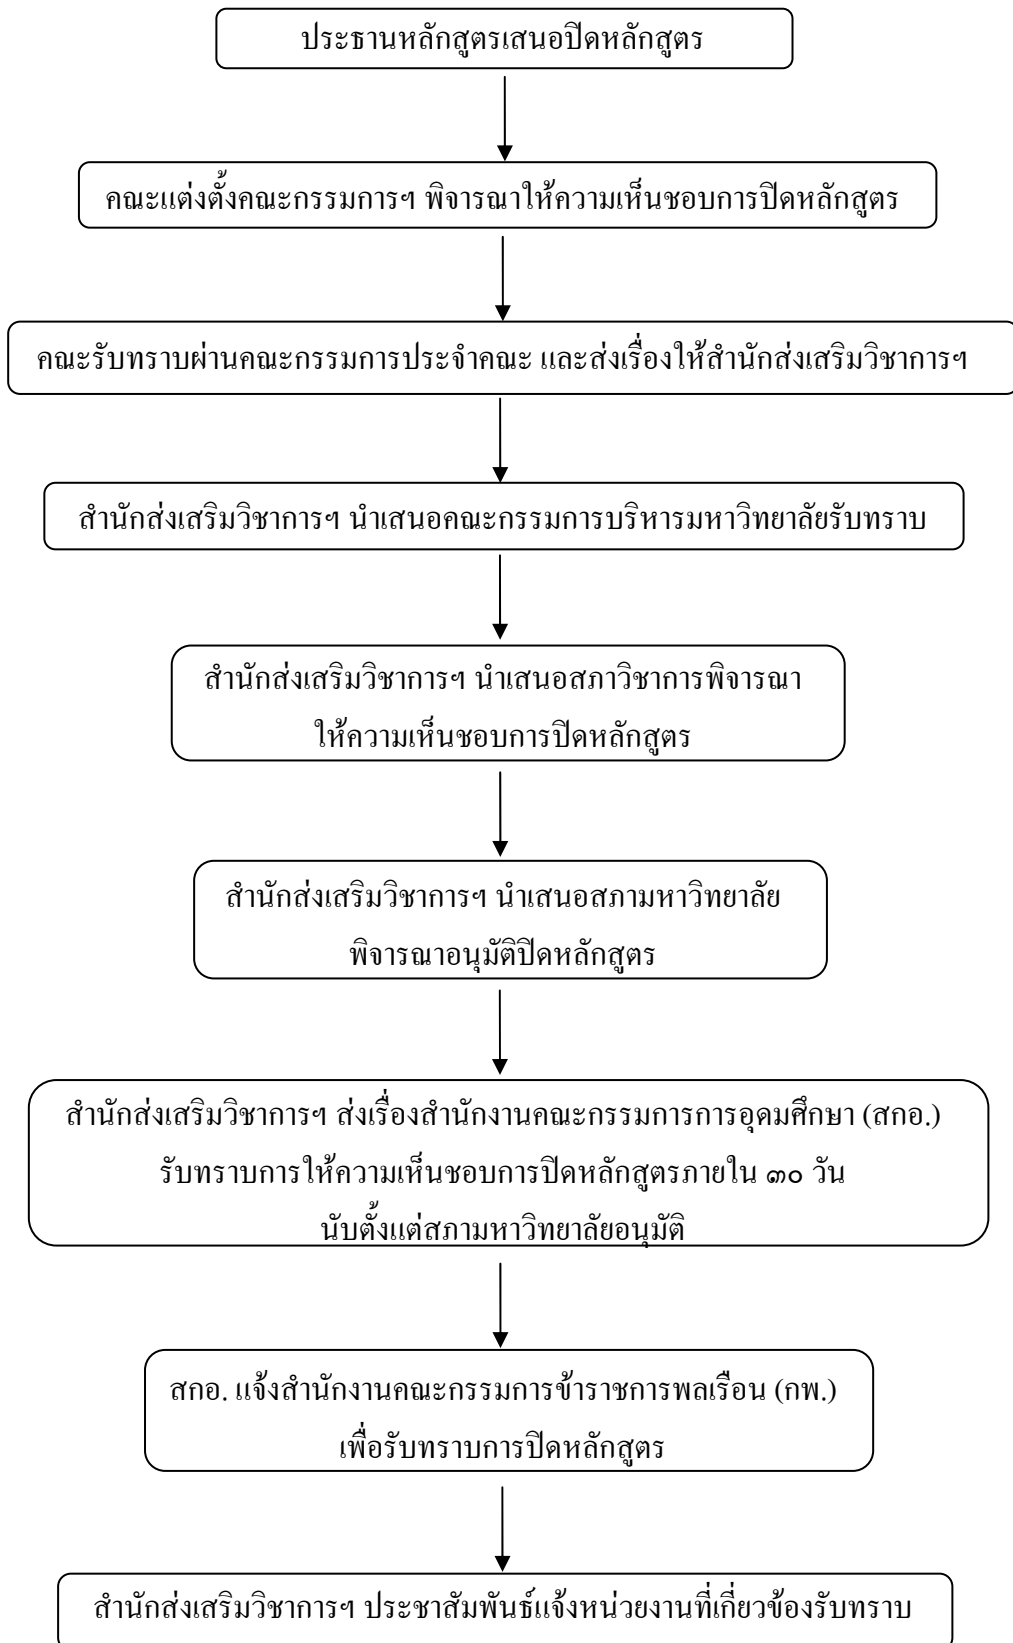 ประธานหลักสูตรเสนอปิดหลักสูตร
คณะแต่งตั้งคณะกรรมการฯ พิจารณาให้ความเห็นชอบการปิดหลักสูตร
คณะรับทราบผ่านคณะกรรมการประจำคณะ และส่งเรื่องให้สำนักส่งเสริมวิชาการฯ
สำนักส่งเสริมวิชาการฯ นำเสนอคณะกรรมการบริหารมหาวิทยาลัยรับทราบ
สำนักส่งเสริมวิชาการฯ นำเสนอสภาวิชาการพิจารณา
ให้ความเห็นชอบการปิดหลักสูตร
สำนักส่งเสริมวิชาการฯ นำเสนอสภามหาวิทยาลัย
พิจารณาอนุมัติปิดหลักสูตร
สำนักส่งเสริมวิชาการฯ ส่งเรื่องสำนักงานคณะกรรมการการอุดมศึกษา (สกอ.)
รับทราบการให้ความเห็นชอบการปิดหลักสูตรภายใน ๓๐ วัน
นับตั้งแต่สภามหาวิทยาลัยอนุมัติ
สกอ. แจ้งสำนักงานคณะกรรมการข้าราชการพลเรือน (กพ.)
เพื่อรับทราบการปิดหลักสูตร
สำนักส่งเสริมวิชาการฯ ประชาสัมพันธ์แจ้งหน่วยงานที่เกี่ยวข้องรับทราบ